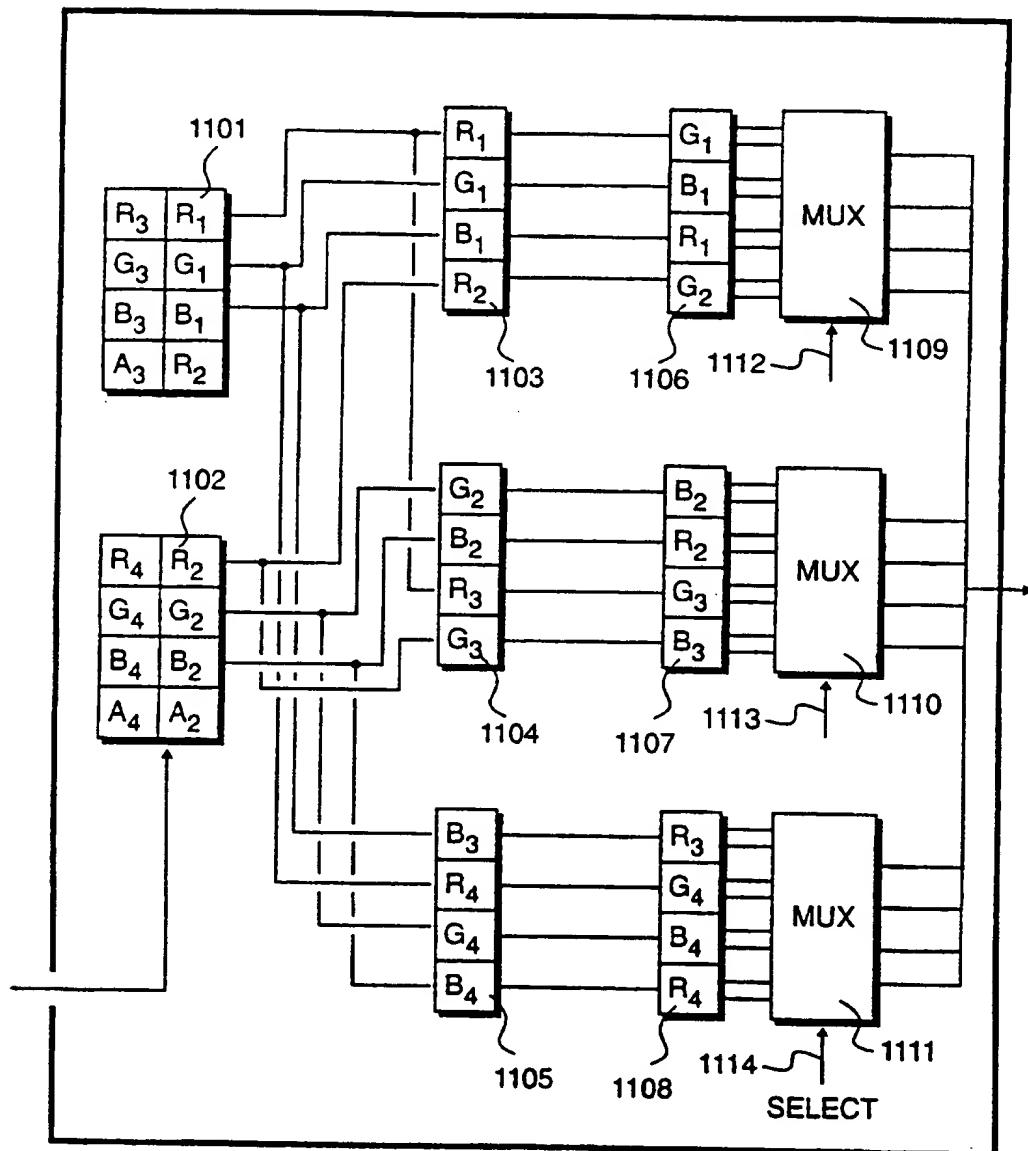 1101
R3 R1
G3 G1
B3 B1
A3 R2
R1
G1
B1
R2
1103
G1
B1
R1
G2
1106
MUX
1109
1112
1102
R4 R2
G4 G2
B4 B2
A4 A2
G2
B2
R3
G3
1104
B2
R2
G3
B3
1107
MUX
1110
1113
B3
R4
G4
B4
1105
R3
G4
B4
R4
1108
MUX
1111
1114
SELECT